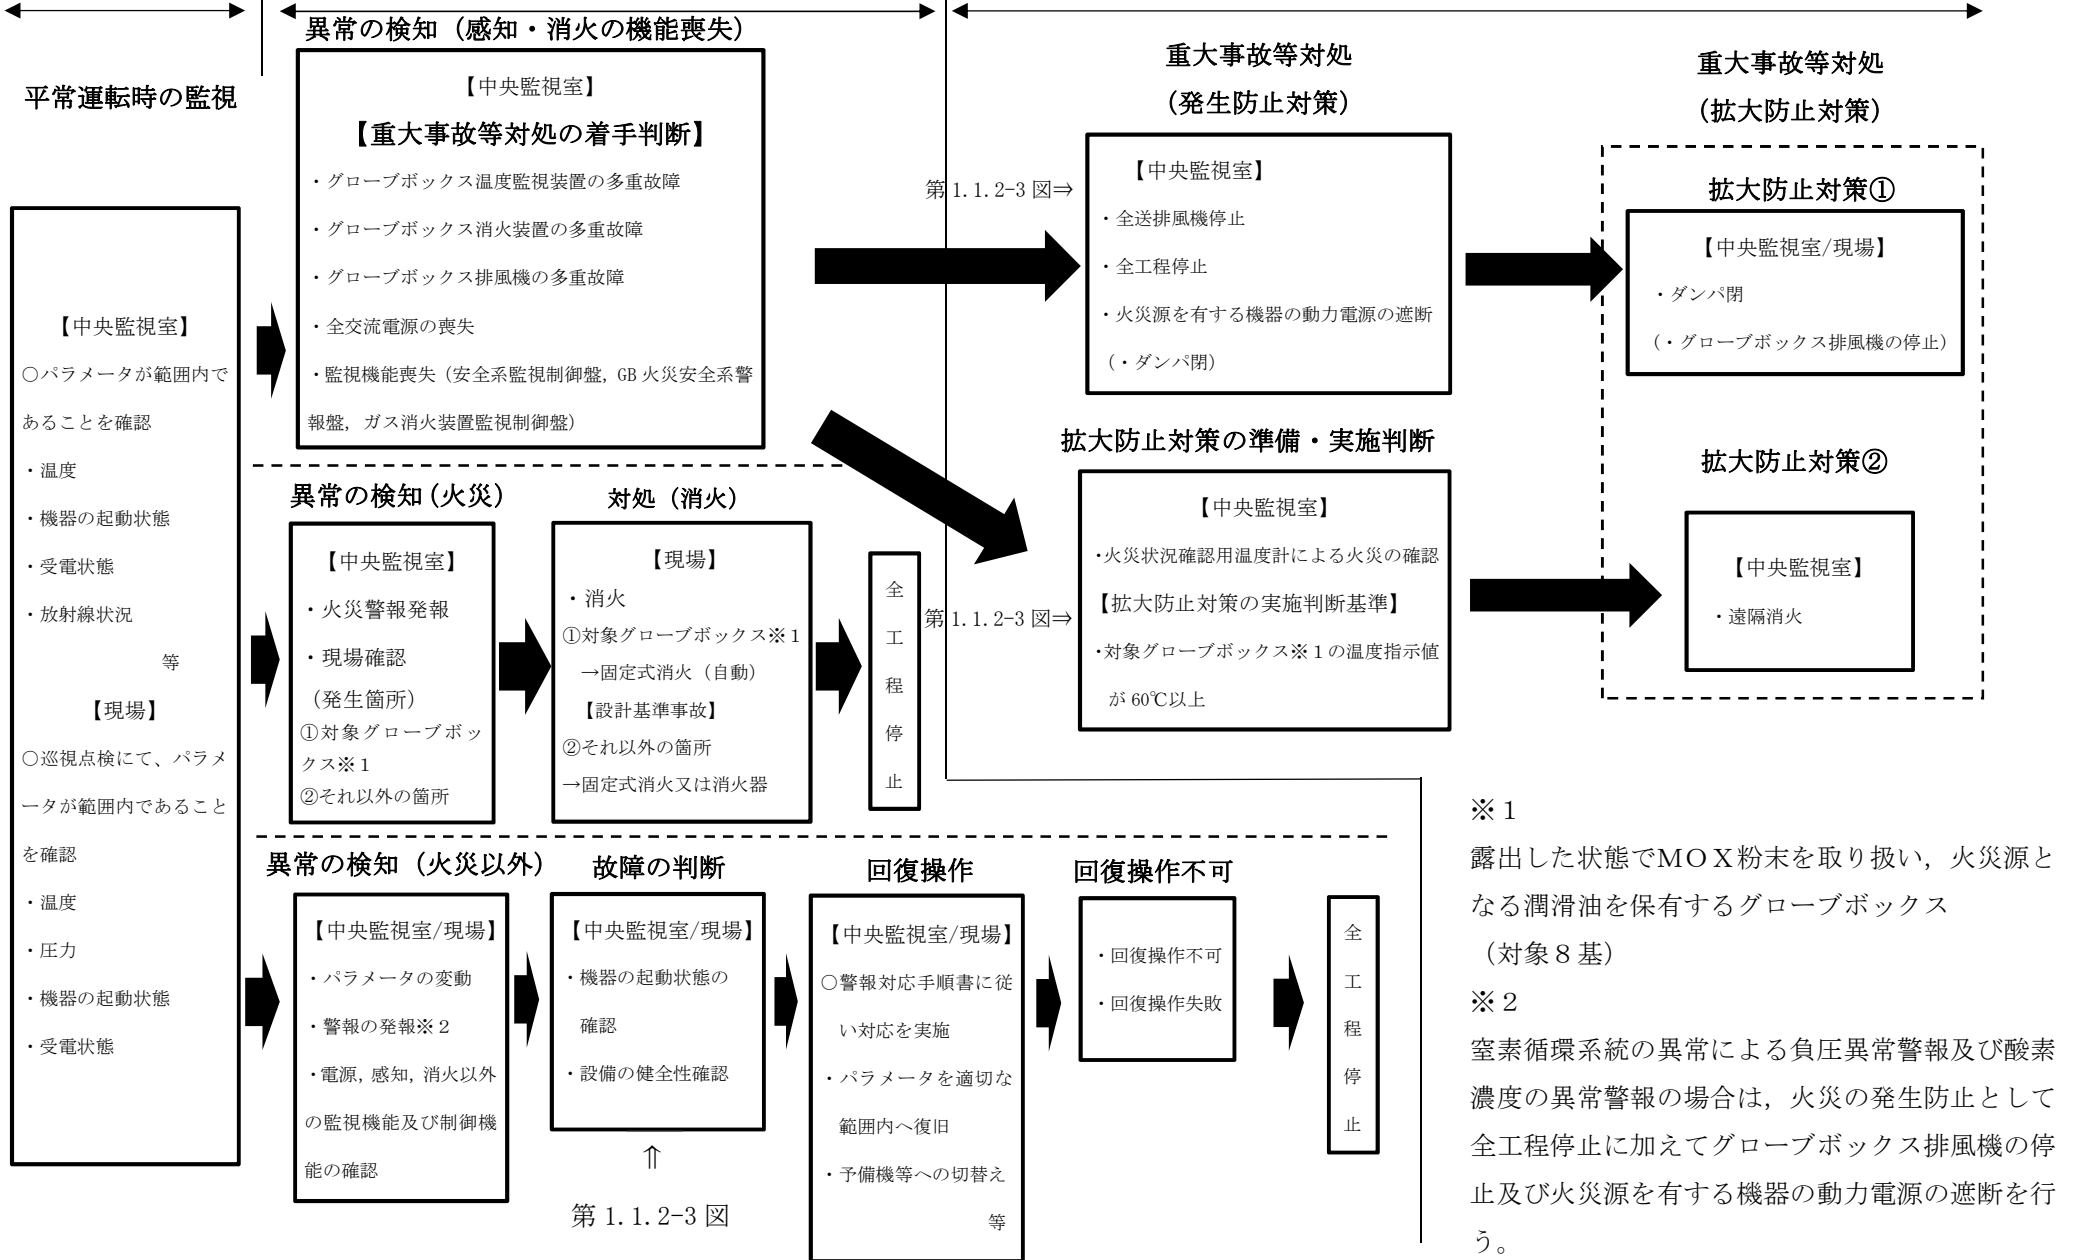 平常運転時の監視
【中央監視室】
〇パラメータが範囲内で
あることを確認
・温度
・機器の起動状態
・受電状態
・放射線状況
等
【現場】
〇巡視点検にて、パラメ
ータが範囲内であること
を確認
・温度
・圧力
・機器の起動状態
・受電状態
異常の検知（感知・消火の機能喪失）
【中央監視室】
【重大事故等対処の着手判断】
・グローブボックス温度監視装置の多重故障
・グローブボックス消火装置の多重故障
・グローブボックス排風機の多重故障
・全交流電源の喪失
・監視機能喪失（安全系監視制御盤，GB 火災安全系警
報盤，ガス消火装置監視制御盤）
重大事故等対処
（発生防止対策）
第 1.1.2-3 図⇒
【中央監視室】
・全送排風機停止
・全工程停止
・火災源を有する機器の動力電源の遮断
（・ダンパ閉）
重大事故等対処
（拡大防止対策）
拡大防止対策①
【中央監視室/現場】
・ダンパ閉
（・グローブボックス排風機の停止）
拡大防止対策の準備・実施判断
第 1.1.2-3 図⇒
【中央監視室】
・火災状況確認用温度計による火災の確認
【拡大防止対策の実施判断基準】
・対象グローブボックス※１の温度指示値
が 60℃以上
拡大防止対策②
【中央監視室】
・遠隔消火
異常の検知（火災）
【中央監視室】
・火災警報発報
・現場確認
（発生箇所）
①対象グローブボッ
クス※１
②それ以外の箇所
対処（消火）
【現場】
・消火
①対象グローブボックス※１
→固定式消火（自動）
【設計基準事故】
②それ以外の箇所
→固定式消火又は消火器
全
工
程
停
止
異常の検知（火災以外）
【中央監視室/現場】
・パラメータの変動
・警報の発報※２
・電源，感知，消火以外
の監視機能及び制御機
能の確認
故障の判断
【中央監視室/現場】
・機器の起動状態の
確認
・設備の健全性確認
⇑
第 1.1.2-3 図
回復操作
【中央監視室/現場】
〇警報対応手順書に従
い対応を実施
・パラメータを適切な
範囲内へ復旧
・予備機等への切替え
等
回復操作不可
・回復操作不可
・回復操作失敗
全
工
程
停
止
※１
露出した状態でＭＯＸ粉末を取り扱い，火災源と
なる潤滑油を保有するグローブボックス
（対象８基）
※２
窒素循環系統の異常による負圧異常警報及び酸素
濃度の異常警報の場合は，火災の発生防止として
全工程停止に加えてグローブボックス排風機の停
止及び火災源を有する機器の動力電源の遮断を行
う。